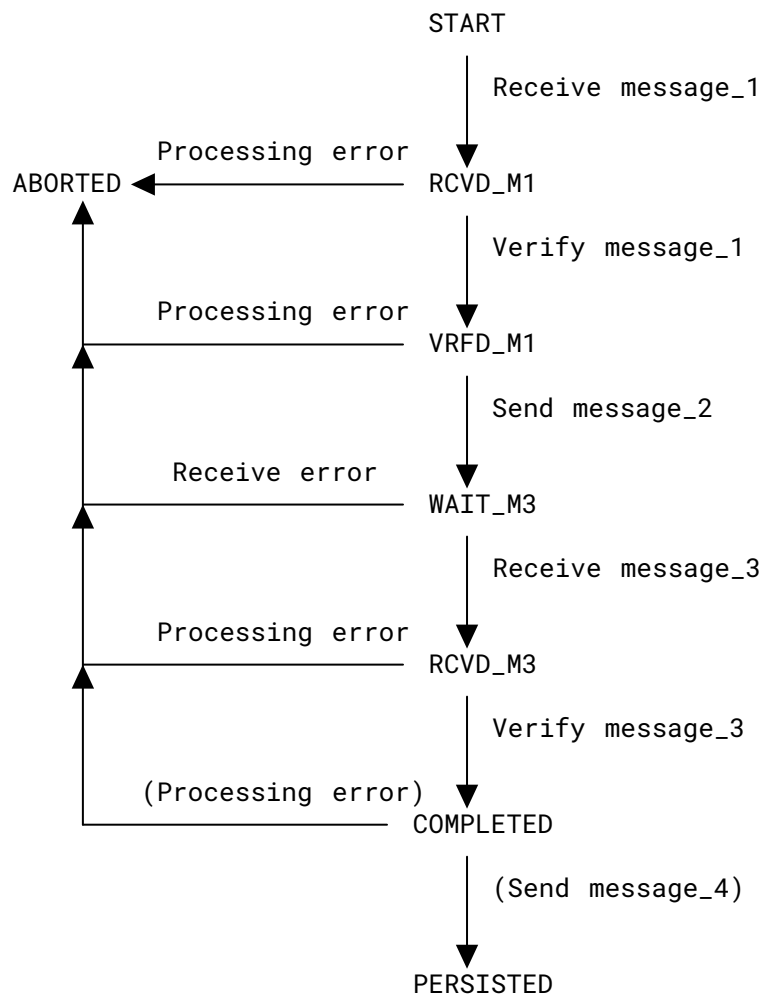 START
Receive message_1
Processing error
ABORTED
RCVD_M1
Verify message_1
Processing error
VRFD_M1
Send message_2
Receive error
WAIT_M3
Receive message_3
Processing error
RCVD_M3
Verify message_3
(Processing error)
COMPLETED
(Send message_4)
PERSISTED